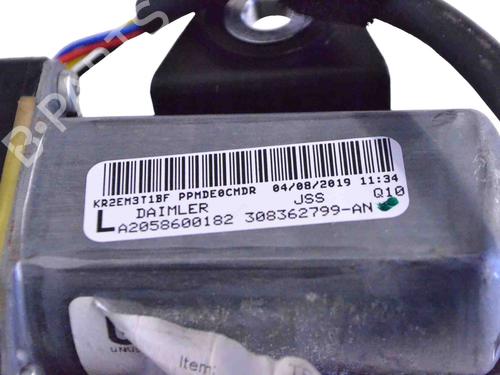 B-PARTS
KR2EM3T1BF PPMDE0CMDR 04/08/2019 11:34
L DAIMLER JSS Q10
A2058600182 308362799-AN
Item: